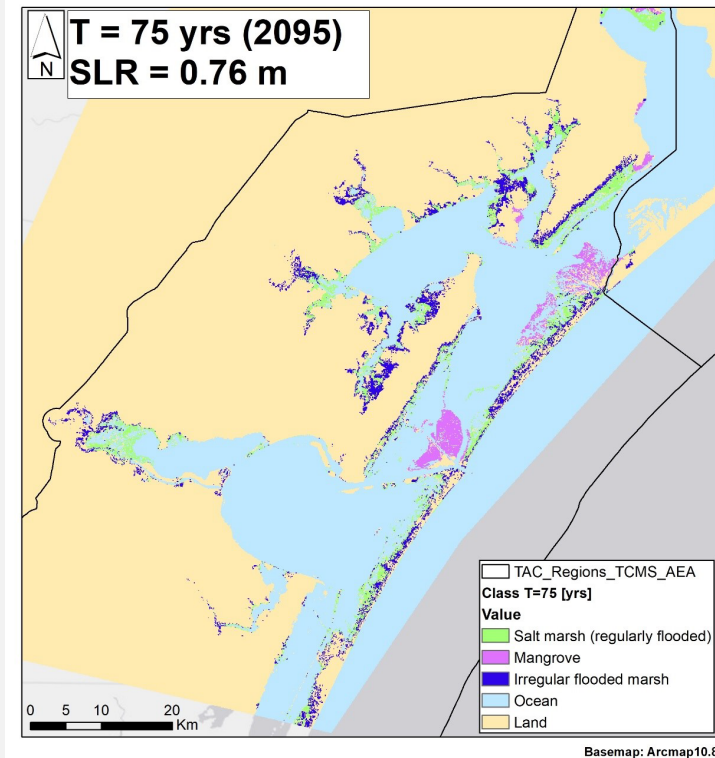 T = 75 yrs (2095)
SLR = 0.76 m
N
TAC_Regions_TCMS_AEA
Class T=75 [yrs]
Value
Salt marsh (regularly flooded)
Mangrove
Irregular flooded marsh
Ocean
Land
0 5 10 20
Km
Basemap: Arcmap10.8